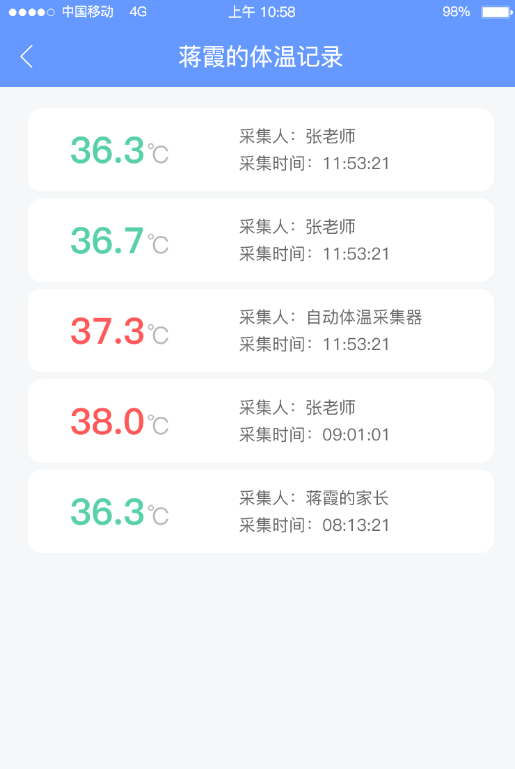 中国移动 4G 上午 10:58 98%
蒋霞的体温记录
36.3℃
采集人：张老师
采集时间：11:53:21
36.7℃
采集人：张老师
采集时间：11:53:21
37.3℃
采集人：自动体温采集器
采集时间：11:53:21
38.0℃
采集人：张老师
采集时间：09:01:01
36.3℃
采集人：蒋霞的家长
采集时间：08:13:21